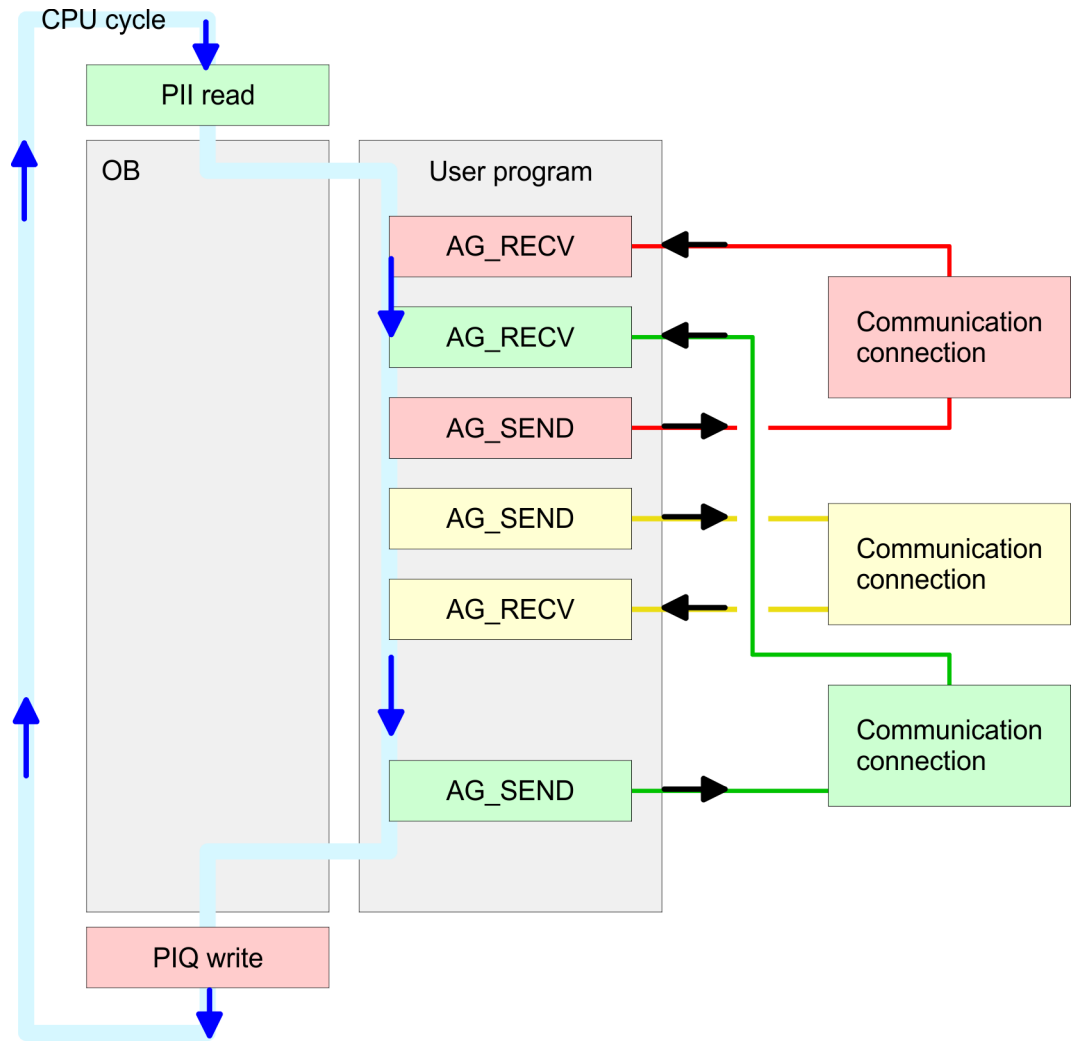 CPU cycle
PII read
OB
User program
AG_RECV
AG_RECV
AG_SEND
AG_SEND
AG_RECV
AG_SEND
Communication
connection
Communication
connection
Communication
connection
PIQ write